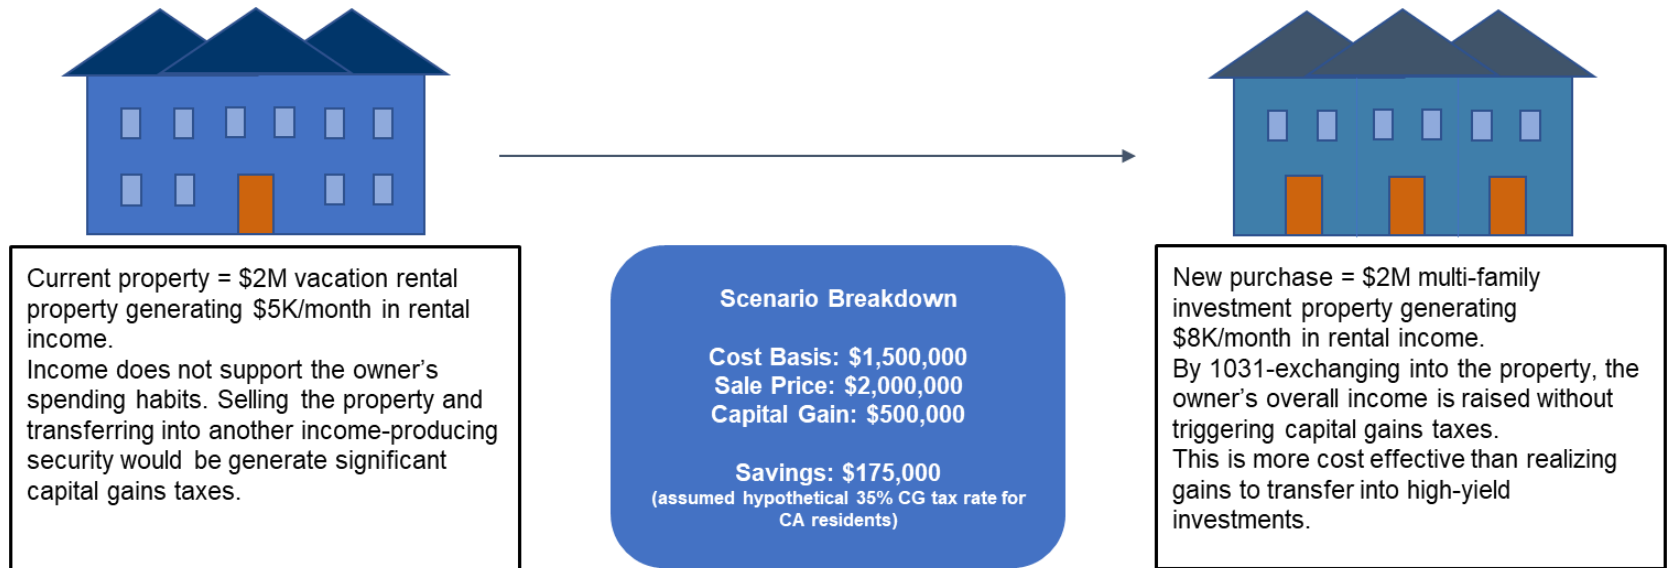 Current property = $2M vacation rental
property generating $5K/month in rental
income.
Income does not support the owner’s
spending habits. Selling the property and
transferring into another income-producing
security would be generate significant
capital gains taxes.
Scenario Breakdown
Cost Basis: $1,500,000
Sale Price: $2,000,000
Capital Gain: $500,000
Savings: $175,000
(assumed hypothetical 35% CG tax rate for
CA residents)
New purchase = $2M multi-family
investment property generating
$8K/month in rental income.
By 1031-exchanging into the property, the
owner’s overall income is raised without
triggering capital gains taxes.
This is more cost effective than realizing
gains to transfer into high-yield
investments.